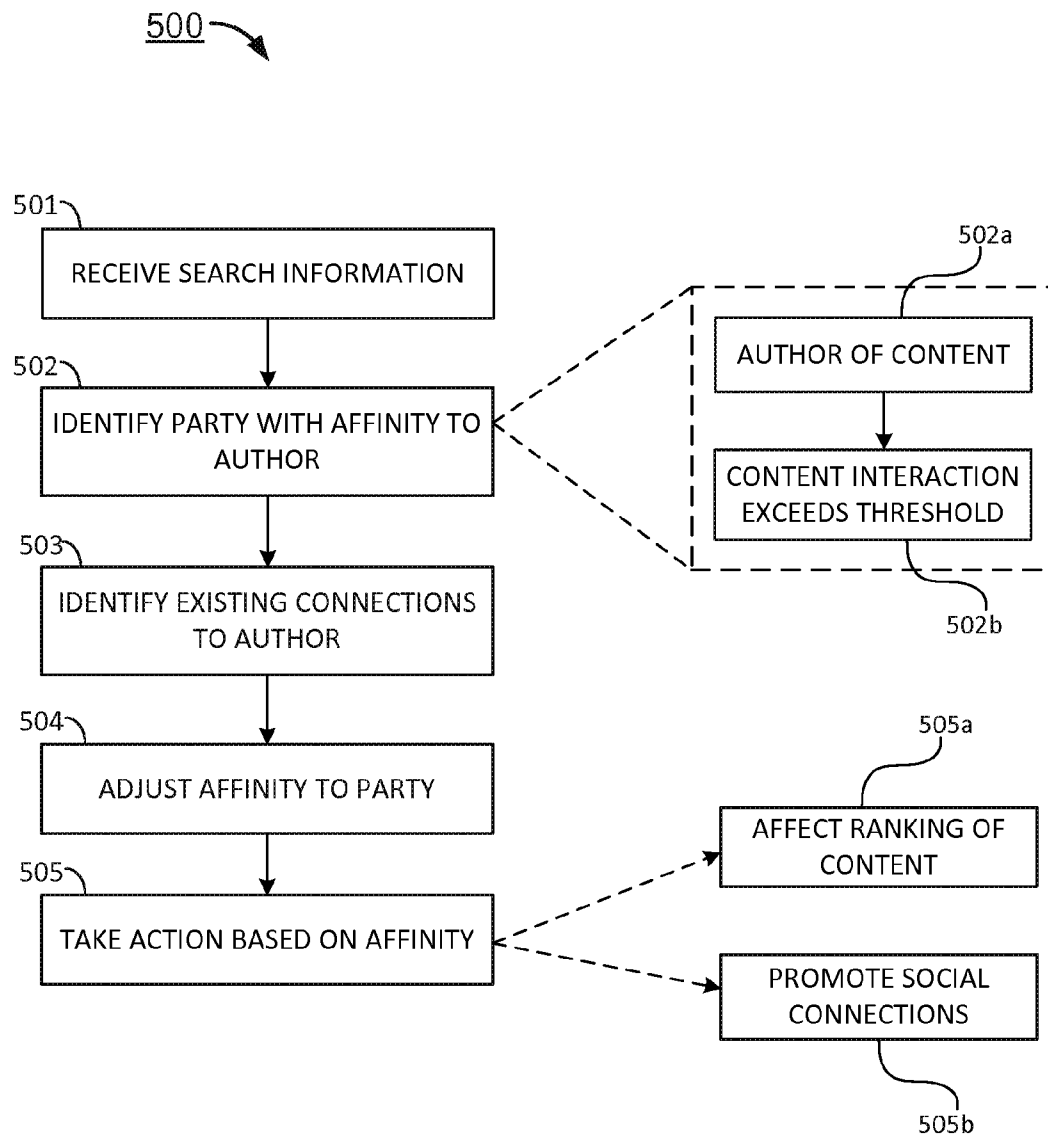 500
501
RECEIVE SEARCH INFORMATION
502
IDENTIFY PARTY WITH AFFINITY TO
AUTHOR
502a
AUTHOR OF CONTENT
CONTENT INTERACTION
EXCEEDS THRESHOLD
502b
503
IDENTIFY EXISTING CONNECTIONS
TO AUTHOR
504
ADJUST AFFINITY TO PARTY
505
TAKE ACTION BASED ON AFFINITY
505a
AFFECT RANKING OF
CONTENT
PROMOTE SOCIAL
CONNECTIONS
505b